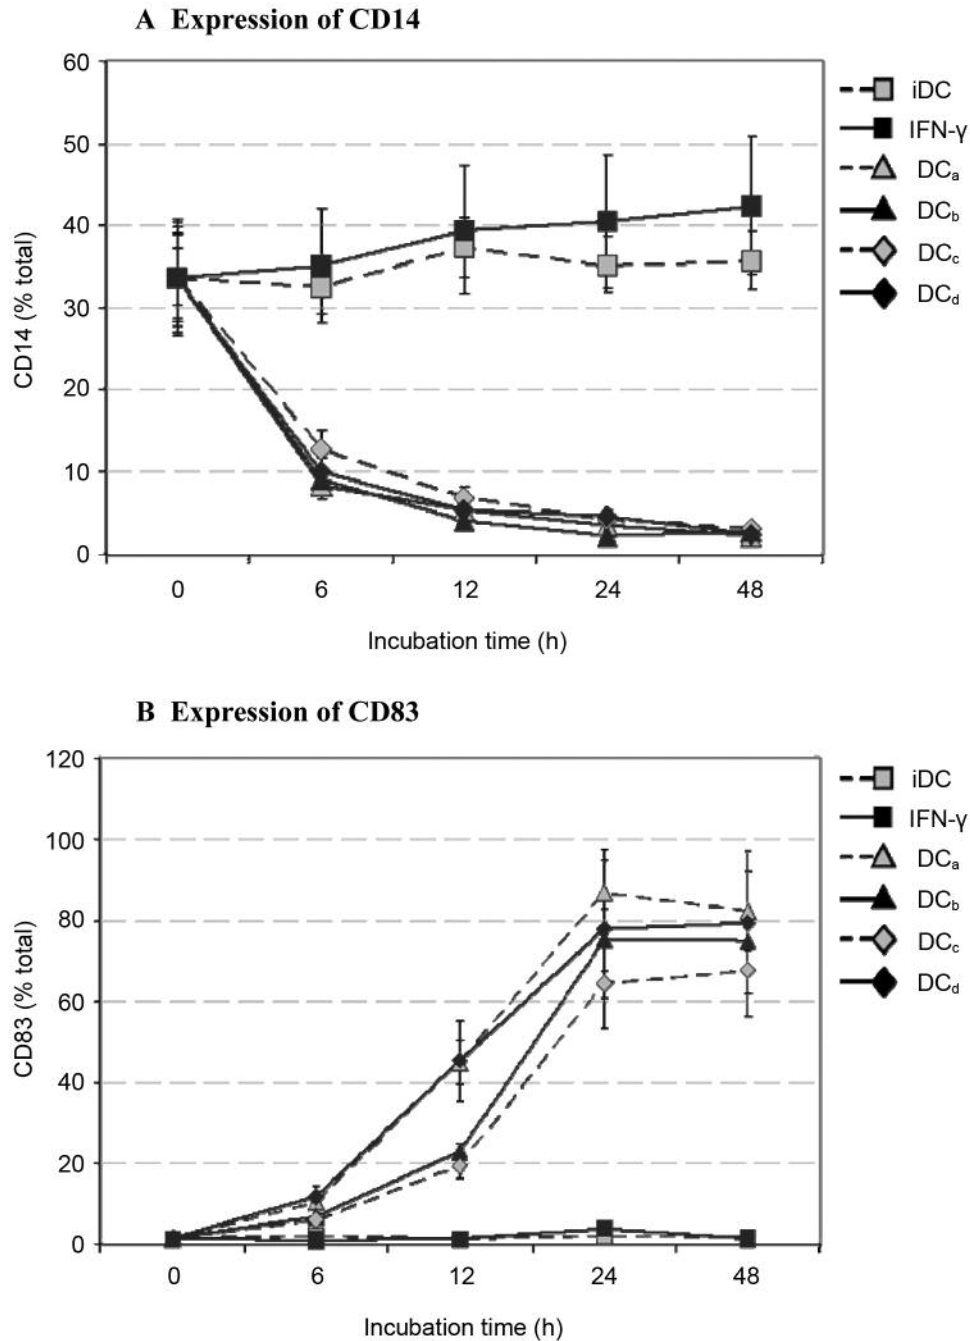 A Expression of CD14
60
50
40
30
20
10
0
CD14 (% total)
0 6 12 24 48
Incubation time (h)
iDC
IFN-γ
DCₐ
DCb
DCc
DCd
B Expression of CD83
120
100
80
60
40
20
0
CD83 (% total)
0 6 12 24 48
Incubation time (h)
iDC
IFN-γ
DCₐ
DCb
DCc
DCd